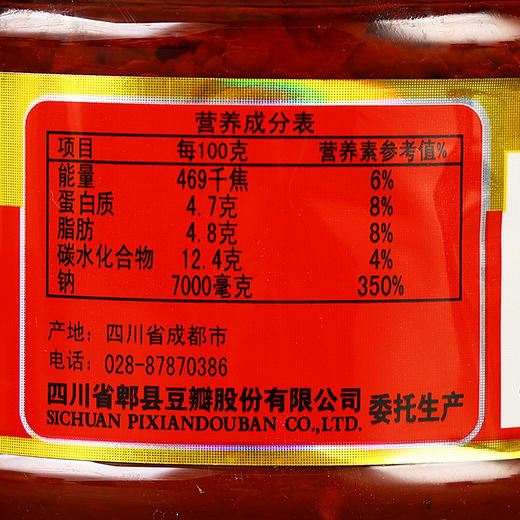 营养成分表
项目 每100克 营养素参考值%
能量 469千焦 6%
蛋白质 4.7克 8%
脂肪 4.8克 8%
碳水化合物 12.4克 4%
钠 7000毫克 350%
产地: 四川省成都市
电话: 028-87870386
四川省郫县豆瓣股份有限公司 委托生产
SICHUAN PIXIANDOUBAN CO.,LTD.